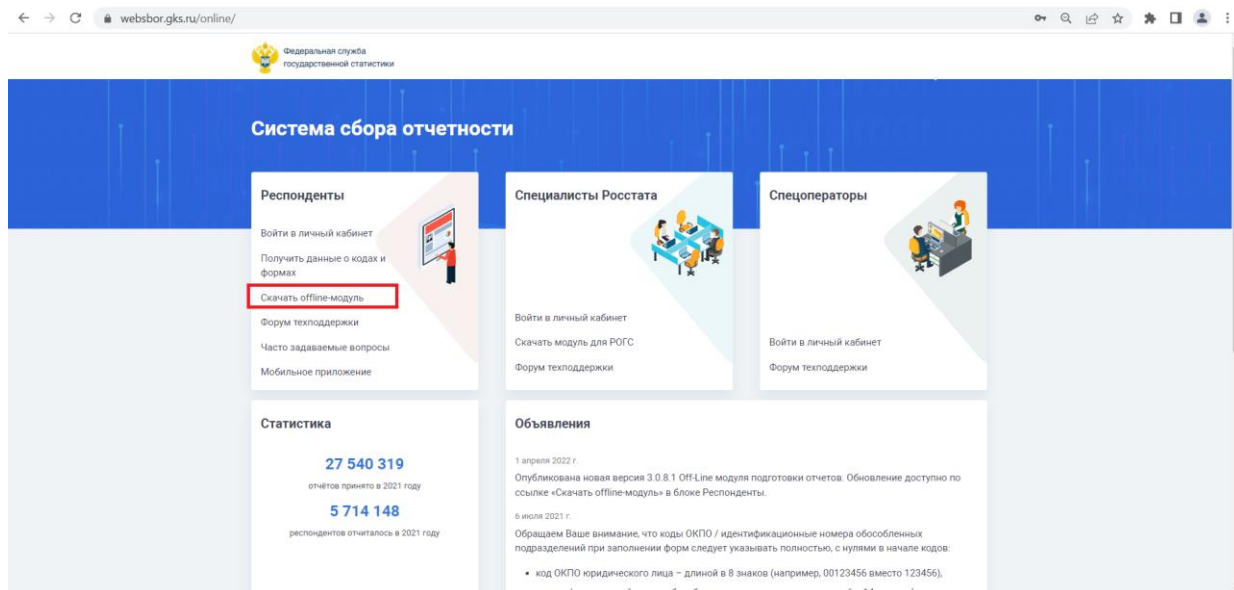 websbor.gks.ru/online/
Федеральная служба
государственной статистики
Система сбора отчетности
Респонденты
Войти в личный кабинет
Получить данные о кодах и
формах
Скачать offline-модуль
Форум техподдержки
Часто задаваемые вопросы
Мобильное приложение
Специалисты Росстата
Войти в личный кабинет
Скачать модуль для РОГС
Форум техподдержки
Спецоператоры
Войти в личный кабинет
Форум техподдержки
Статистика
27 540 319
отчётов принято в 2021 году
5 714 148
респондентов отчиталось в 2021 году
Объявления
1 апреля 2022 г.
Опубликована новая версия 3.0.8.1 Off-Line модуля подготовки отчетов. Обновление доступно по
ссылке «Скачать offline-модуль» в блоке Респонденты.
6 июля 2021 г.
Обращаем Ваше внимание, что коды ОКПО / идентификационные номера обособленных
подразделений при заполнении форм следует указывать полностью, с нулями в начале кодов:
• код ОКПО юридического лица – длиной в 8 знаков (например, 00123456 вместо 123456),